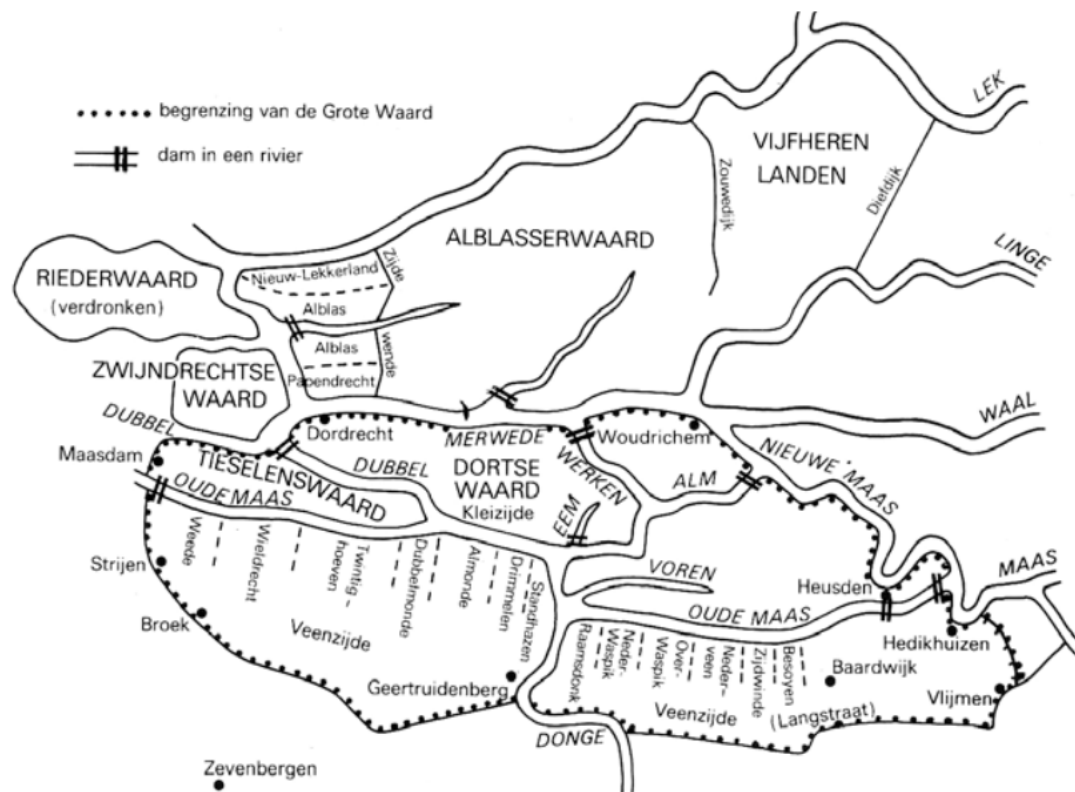 begrenzing van de Grote Waard
dam in een rivier
LEK
VIJFHEREN
LANDEN
Zouwedijk
Diefdijk
ALBLASSERWAARD
LINGE
RIEDERWAARD
(verdronken)
Nieuw-Lekkerland
Zijde
Alblas
Alblas
wende
Papendrecht
ZWIJNDRECHTSE
WAARD
DUBBEL
Dordrecht
MERWEDE
Woudrichem
WAAL
Maasdam
TIESELENSWAARD
DUBBEL
DORTSE
WAARD
Kleizijde
WERKEN
ALM
NIEUWE MAAS
OUDE MAAS
EEM
Strijen
Weede
Wieldrecht
Twintig-
hoeven
Dubbelmonde
Almonde
Drimmelen
Standhazen
VOREN
Heusden
MAAS
OUDE MAAS
Broek
Veenzijde
Hedikhuizen
Raamsdonk
Neder-
Waspik
Over-
Waspik
Neder-
veen
Zijdwinde
Besoyen
Baardwijk
Geertruidenberg
Vlijmen
Veenzijde
(Langstraat)
DONGE
Zevenbergen